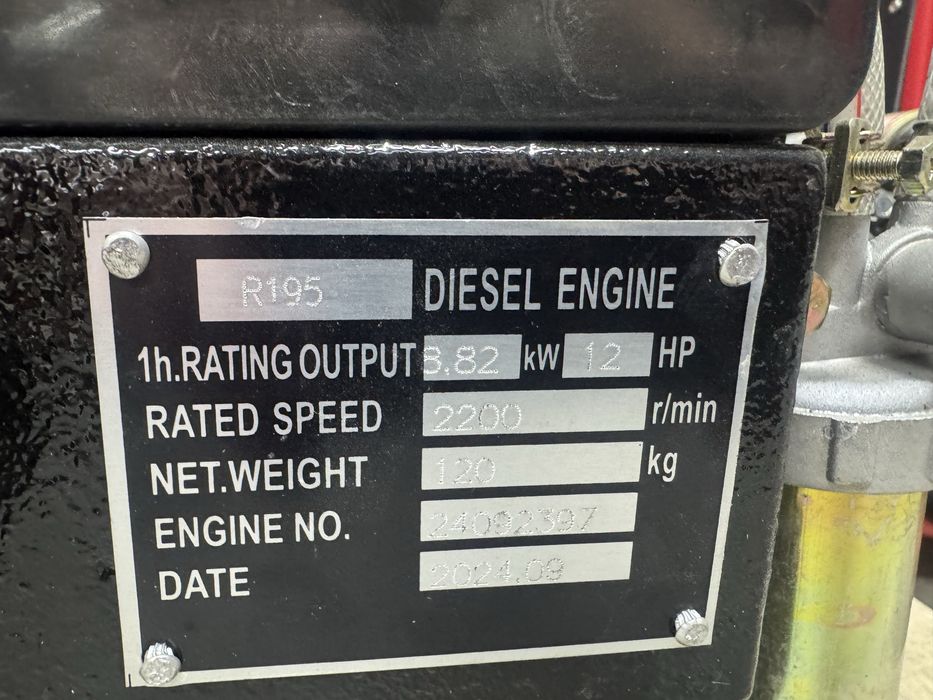 R195 DIESEL ENGINE
1h.RATING OUTPUT 8.82 kW 12 HP
RATED SPEED 2200 r/min
NET.WEIGHT 120 kg
ENGINE NO. 24092397
DATE 2024.09